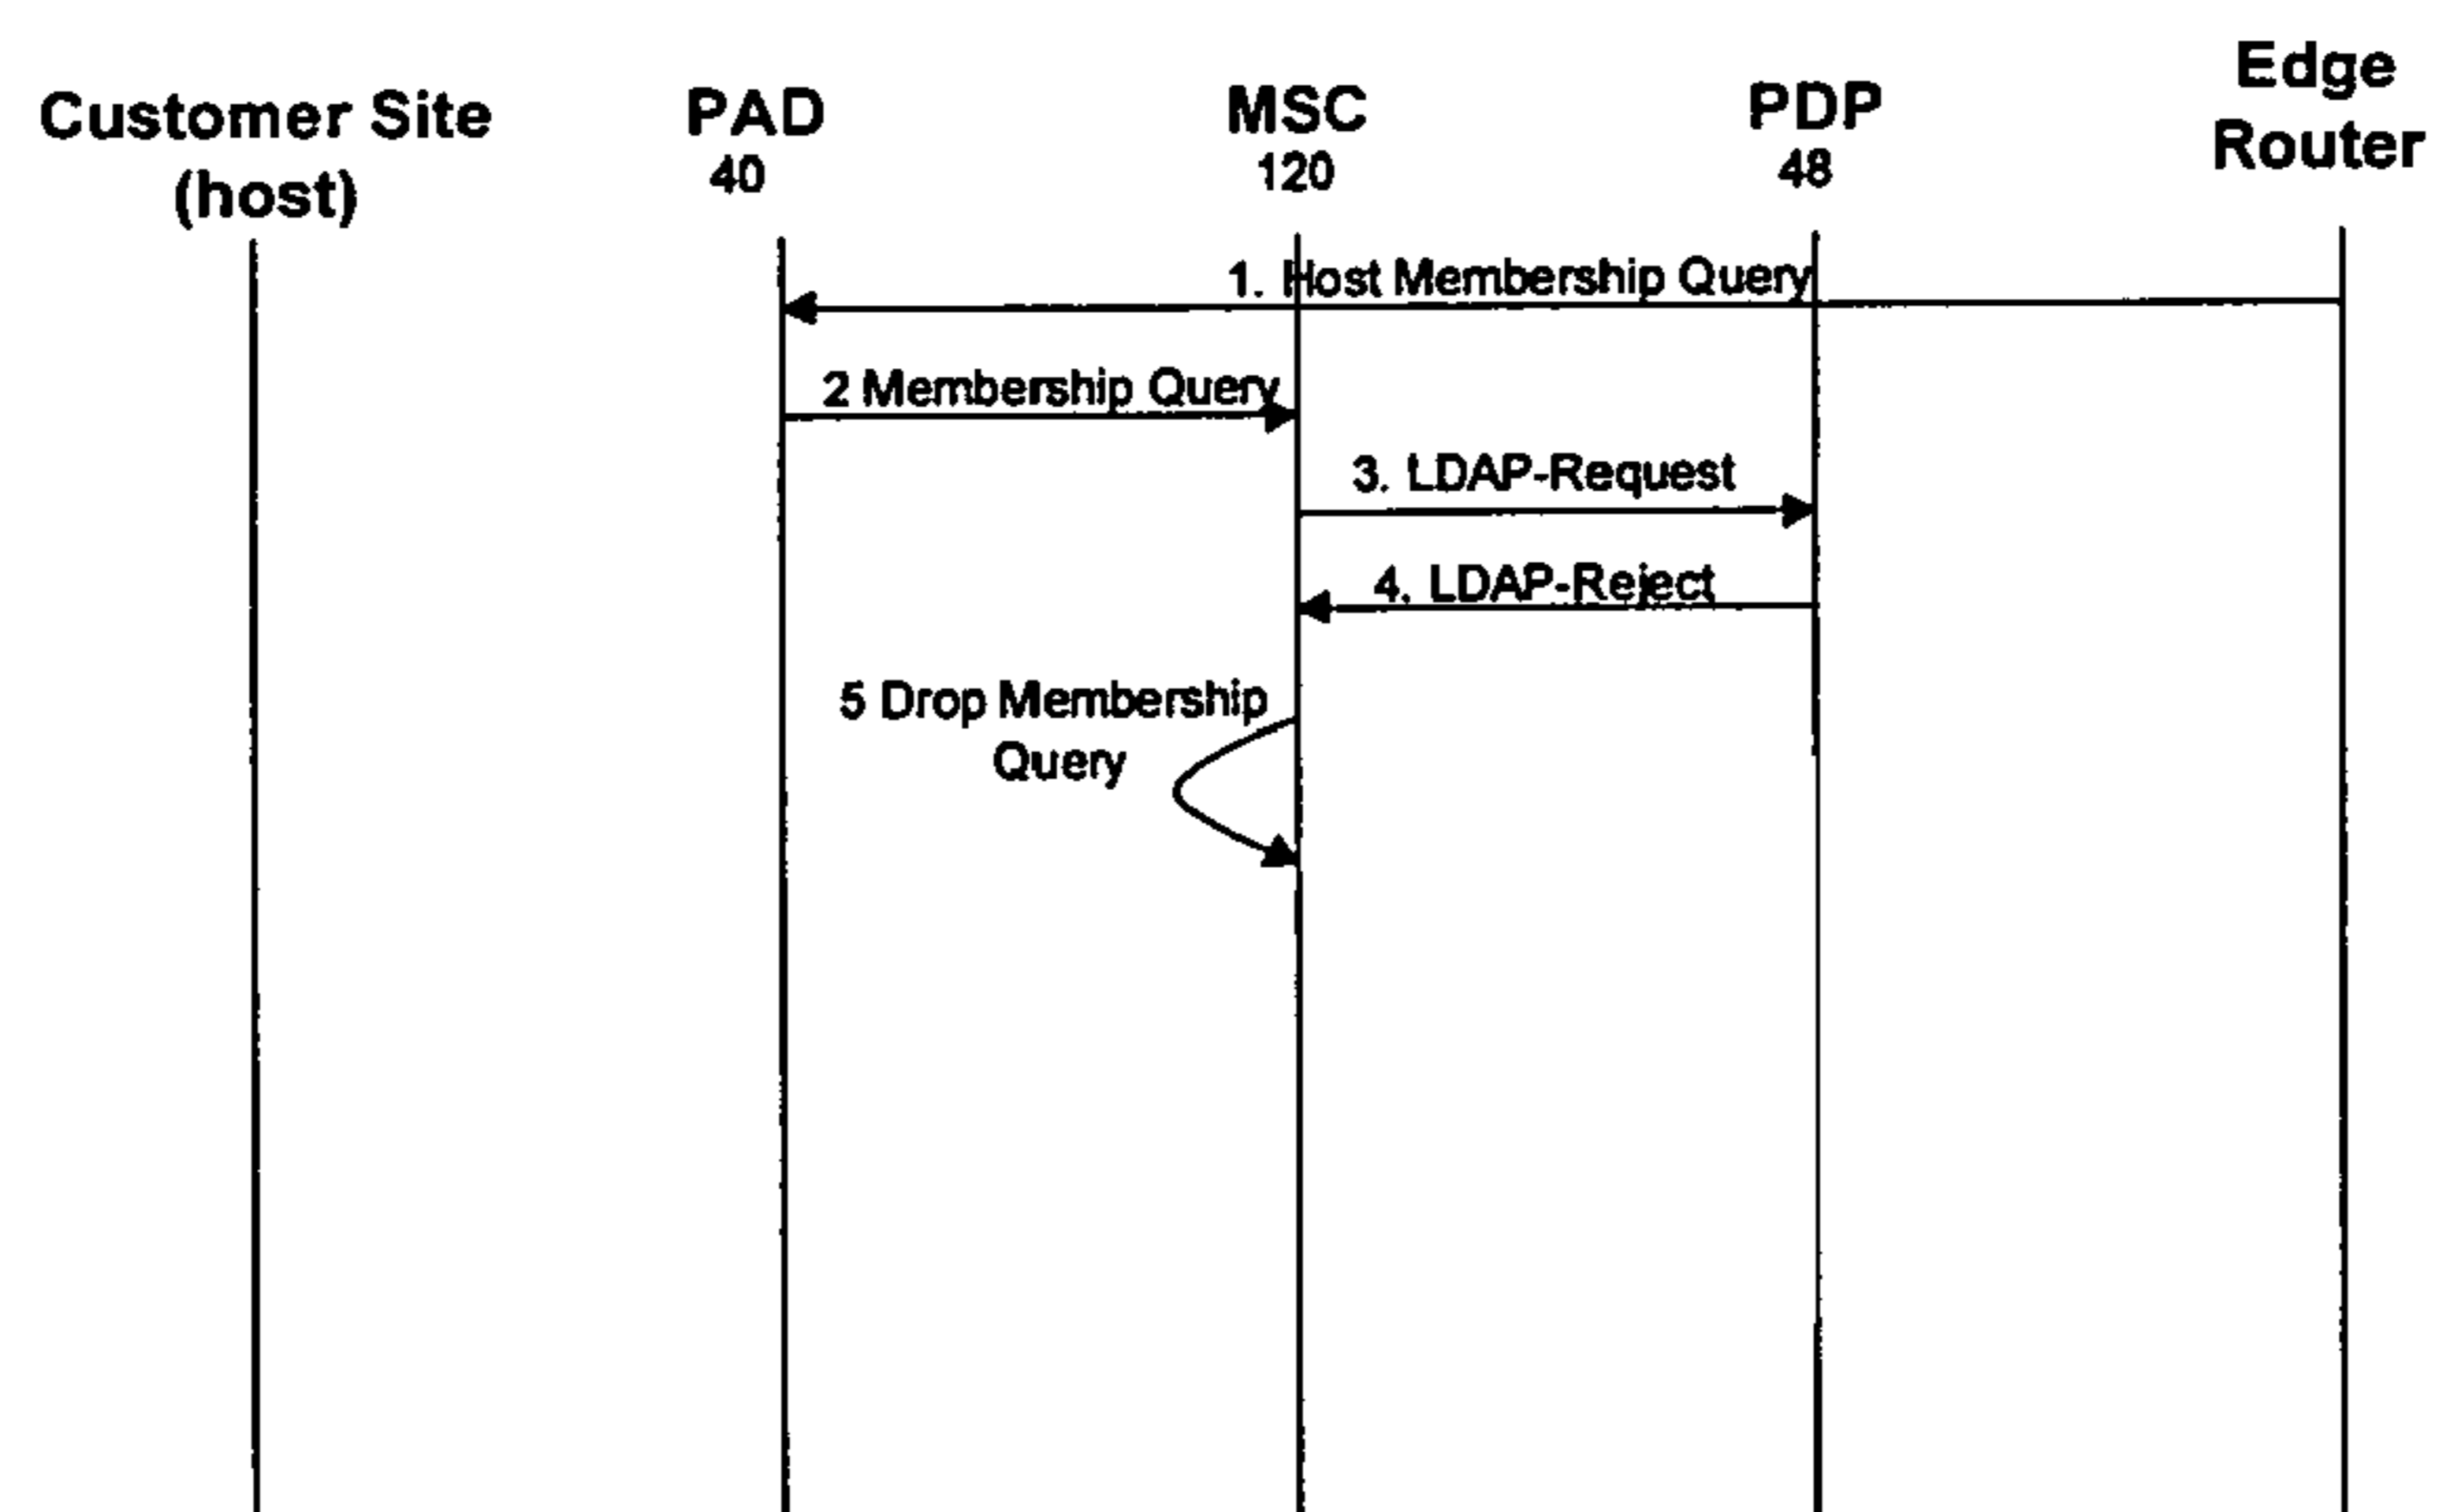 Customer Site
(host)
PAD
40
MSC
120
PDP
48
Edge
Router
1. Host Membership Query
2 Membership Query
3. LDAP-Request
4. LDAP-Reject
5 Drop Membership
Query